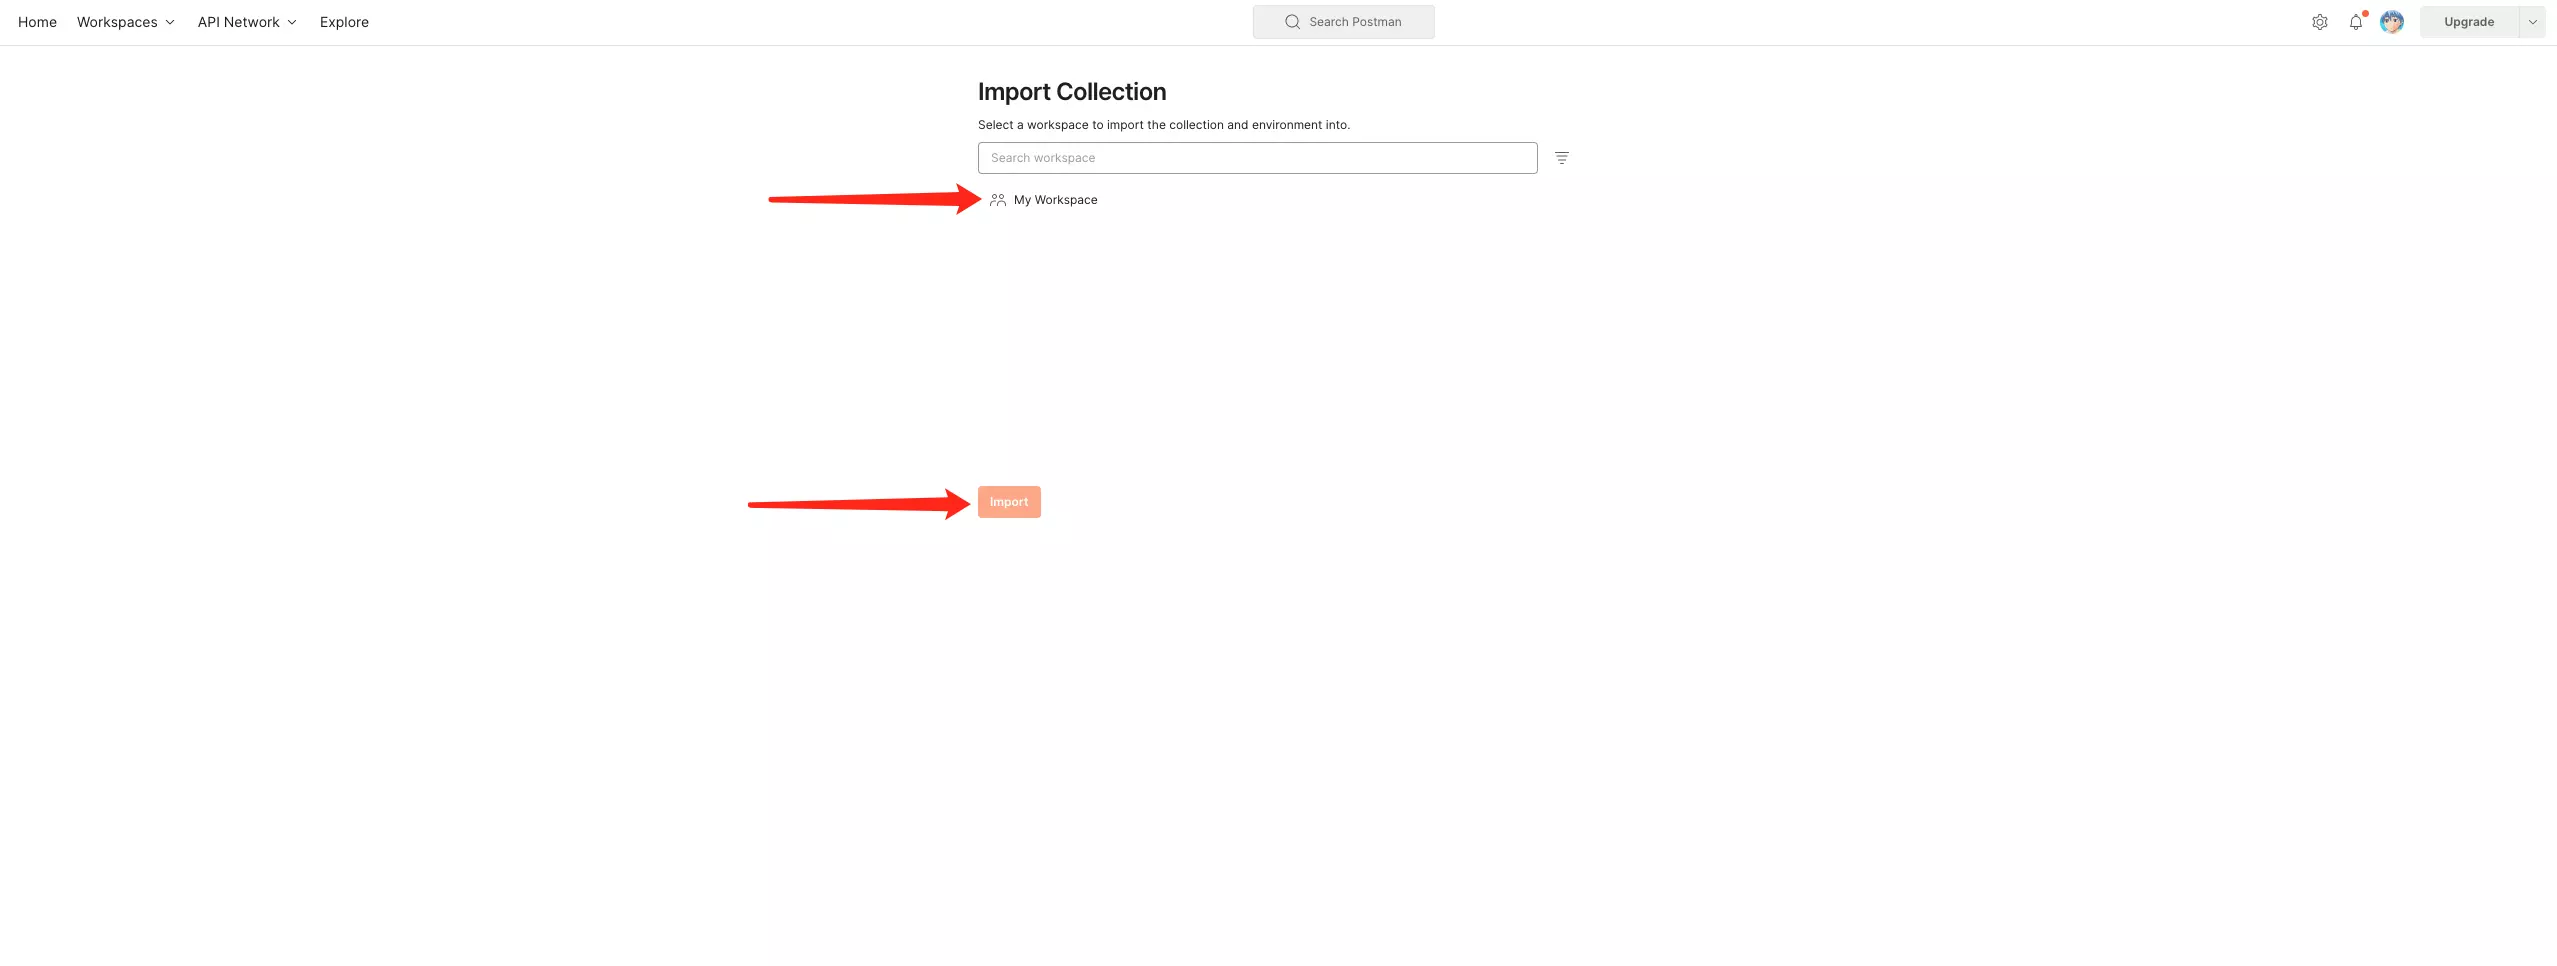 Home Workspaces API Network Explore Search Postman Upgrade
Import Collection
Select a workspace to import the collection and environment into.
Search workspace
My Workspace
Import